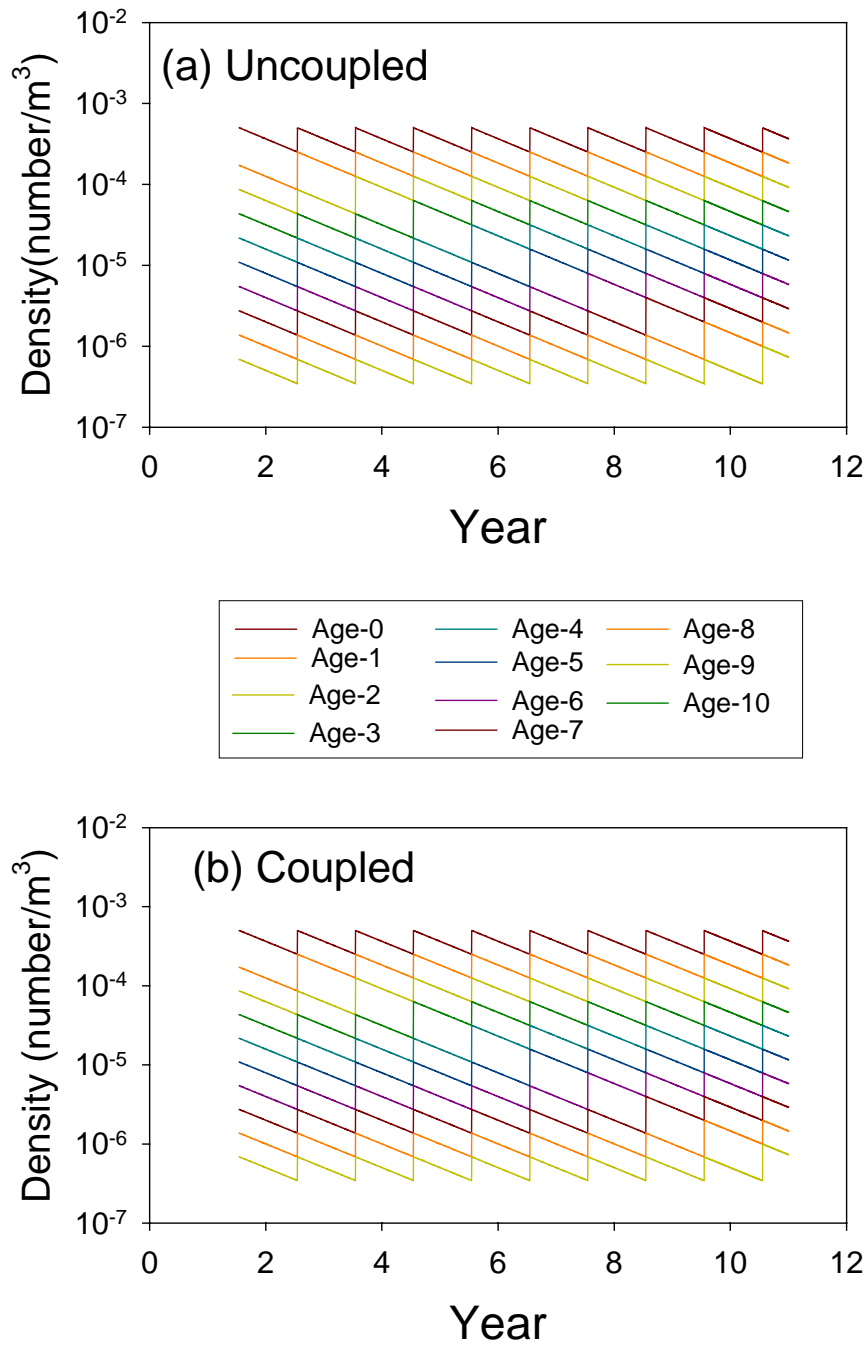 (a) Uncoupled
Density(number/m³)
10⁻²
10⁻³
10⁻⁴
10⁻⁵
10⁻⁶
10⁻⁷
0 2 4 6 8 10 12
Year
Age-0 Age-4 Age-8
Age-1 Age-5 Age-9
Age-2 Age-6 Age-10
Age-3 Age-7
(b) Coupled
Density (number/m³)
10⁻²
10⁻³
10⁻⁴
10⁻⁵
10⁻⁶
10⁻⁷
0 2 4 6 8 10 12
Year